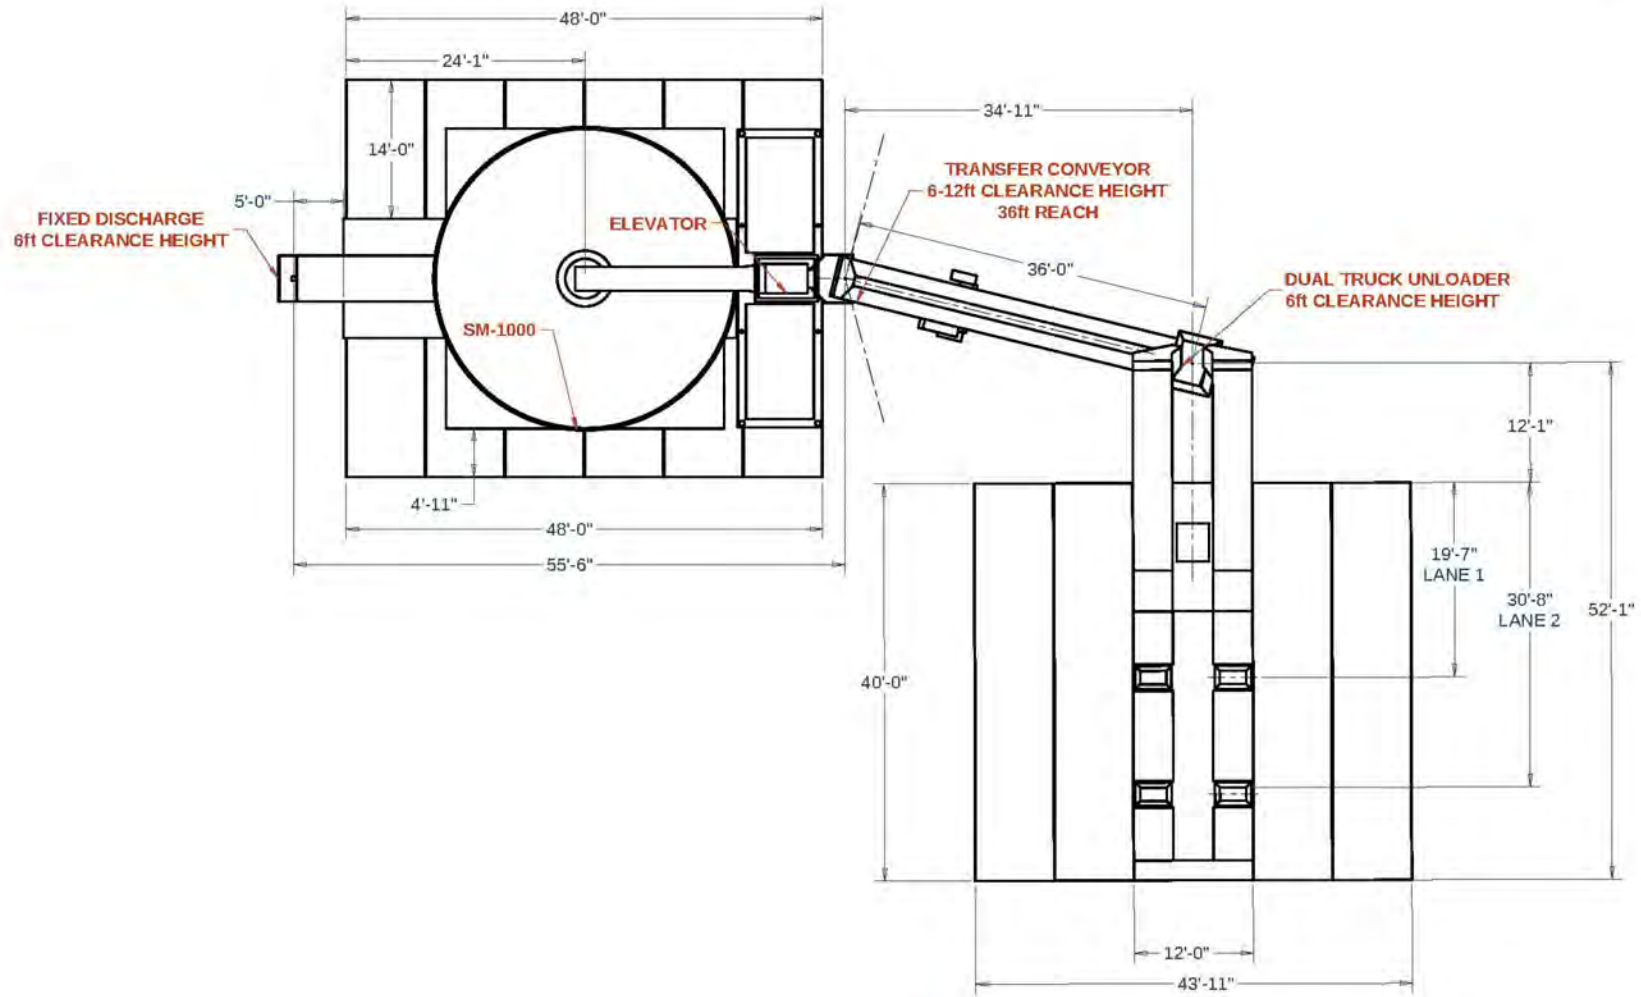 48'-0"
24'-1"
34'-11"
14'-0"
TRANSFER CONVEYOR
6-12ft CLEARANCE HEIGHT
36ft REACH
5'-0"
FIXED DISCHARGE
6ft CLEARANCE HEIGHT
ELEVATOR
36'-0"
DUAL TRUCK UNLOADER
6ft CLEARANCE HEIGHT
SM-1000
12'-1"
4'-11"
48'-0"
55'-6"
19'-7"
LANE 1
30'-8"
LANE 2
52'-1"
40'-0"
12'-0"
43'-11"